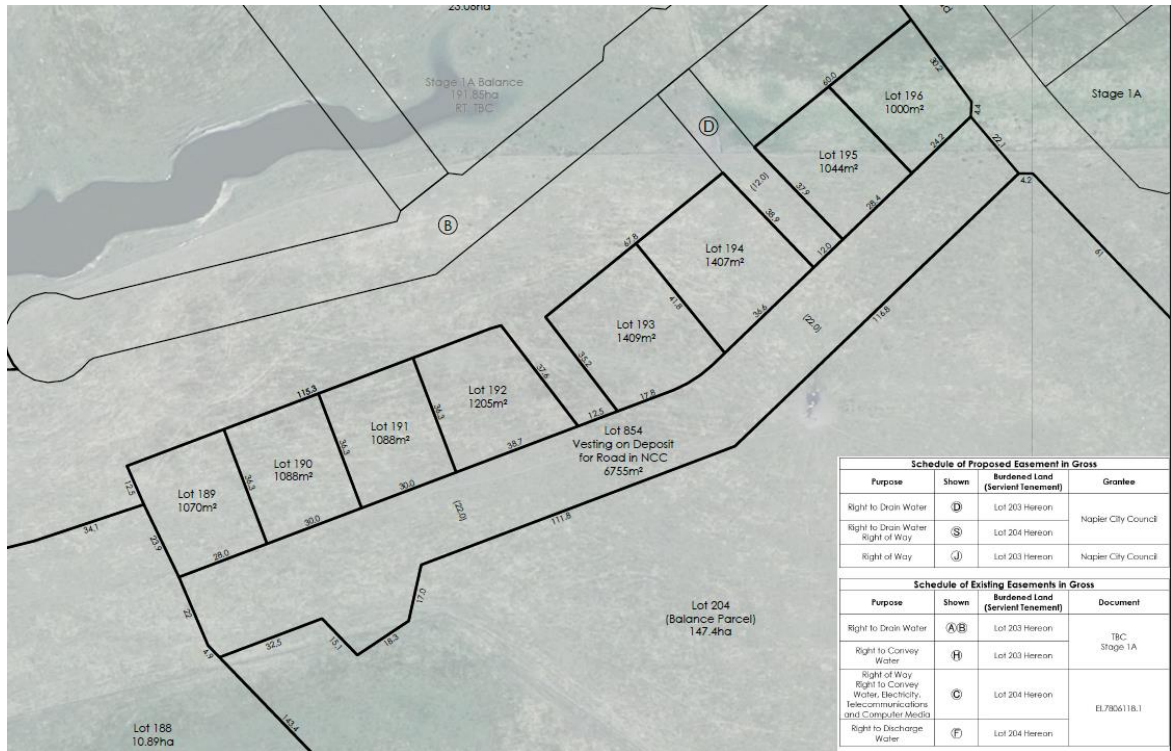 23.08ha
Stage 1A Balance
191.85ha
RT. TBC
Stage 1A
D
B
Lot 196
1000m²
60.0
30.2
4.4
24.2
22.1
4.2
61
Lot 195
1044m²
37.9
28.4
(12.0)
12.0
38.9
Lot 194
1407m²
67.8
41.8
36.6
(22.0)
116.8
Lot 193
1409m²
35.2
17.8
12.5
Lot 192
1205m²
37.6
38.7
115.3
36.3
Lot 191
1088m²
30.0
36.3
Lot 190
1088m²
30.0
36.3
Lot 189
1070m²
28.0
12.5
23.9
34.1
Lot 854
Vesting on Deposit
for Road in NCC
6755m²
(22.0)
111.8
22
4.9
32.5
15.1
18.3
17.0
143.4
Lot 204
(Balance Parcel)
147.4ha
Lot 188
10.89ha
Schedule of Proposed Easement in Gross
Purpose Shown Burdened Land (Servient Tenement) Grantee
Right to Drain Water D Lot 203 Hereon Napier City Council
Right to Drain Water
Right of Way S Lot 204 Hereon
Right of Way J Lot 203 Hereon Napier City Council
Schedule of Existing Easements in Gross
Purpose Shown Burdened Land (Servient Tenement) Document
Right to Drain Water A B Lot 203 Hereon TBC
Stage 1A
Right to Convey
Water H Lot 203 Hereon
Right of Way
Right to Convey
Water, Electricity,
Telecommunications
and Computer Media C Lot 204 Hereon EL7806118.1
Right to Discharge
Water F Lot 204 Hereon